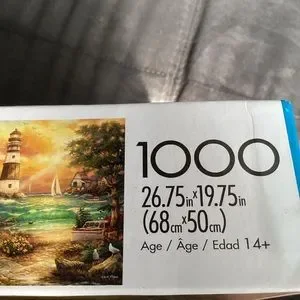 1000
26.75in x 19.75in
(68cm x 50cm)
Age / Âge / Edad 14+